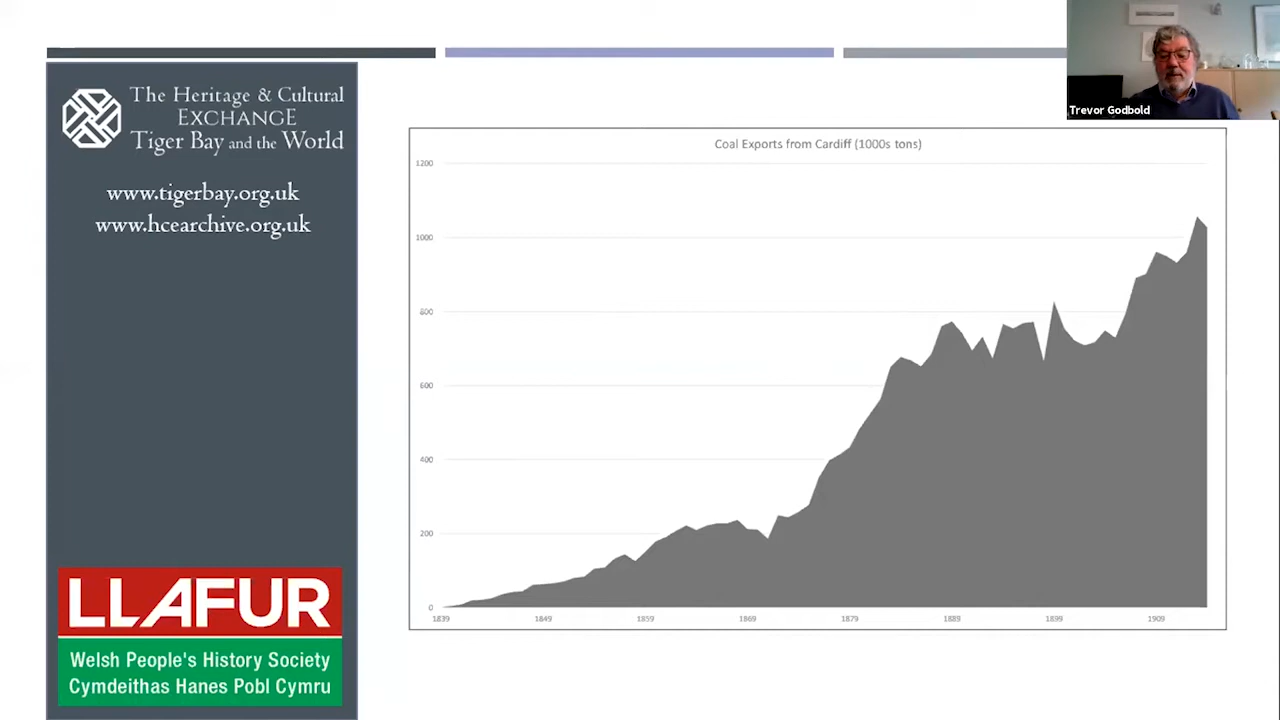 The Heritage & Cultural
EXCHANGE
Tiger Bay and the World
www.tigerbay.org.uk
www.hcearchive.org.uk
LLAFUR
Welsh People's History Society
Cymdeithas Hanes Pobl Cymru
Trevor Godbold
Coal Exports from Cardiff (1000s tons)
1200
1000
800
600
400
200
0
1839 1849 1859 1869 1879 1889 1899 1909